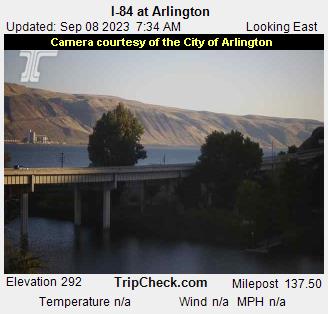 I-84 at Arlington
Updated: Sep 08 2023 7:34 AM Looking East
Camera courtesy of the City of Arlington
Elevation 292 TripCheck.com Milepost 137.50
Temperature n/a Wind n/a MPH n/a